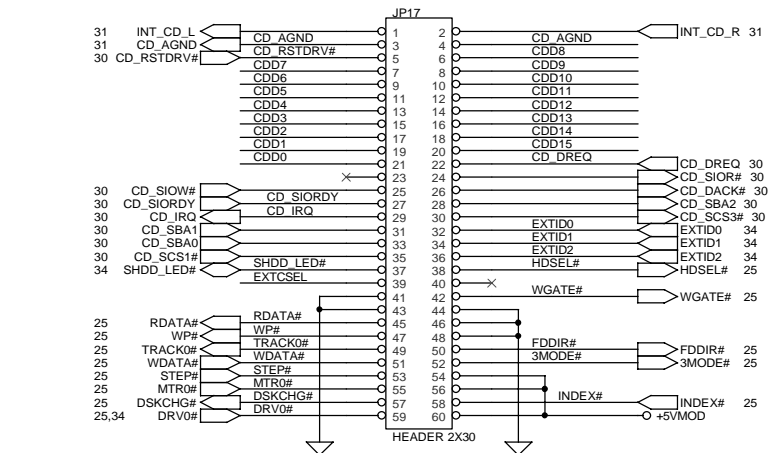 JP17
31 INT_CD_L 1 2 INT_CD_R 31
31 CD_AGND CD_AGND 3 4 CD_AGND
30 CD_RSTDRV# CD_RSTDRV# 5 6 CDD8
CDD7 7 8 CDD9
CDD6 9 10 CDD10
CDD5 11 12 CDD11
CDD4 13 14 CDD12
CDD3 15 16 CDD13
CDD2 17 18 CDD14
CDD1 19 20 CDD15
CDD0 21 22 CD_DREQ CD_DREQ 30
23 24 CD_SIOR# 30
30 CD_SIOW# 25 26 CD_DACK# 30
30 CD_SIORDY CD_SIORDY 27 28 CD_SBA2 30
30 CD_IRQ CD_IRQ 29 30 CD_SCS3# 30
30 CD_SBA1 31 32 EXTID0 EXTID0 34
30 CD_SBA0 33 34 EXTID1 EXTID1 34
30 CD_SCS1# 35 36 EXTID2 EXTID2 34
34 SHDD_LED# SHDD_LED# 37 38 HDSEL# HDSEL# 25
EXTCSEL 39 40
41 42 WGATE# WGATE# 25
43 44
25 RDATA# RDATA# 45 46
25 WP# WP# 47 48
25 TRACK0# TRACK0# 49 50 FDDIR# FDDIR# 25
25 WDATA# WDATA# 51 52 3MODE# 3MODE# 25
25 STEP# STEP# 53 54
25 MTR0# MTR0# 55 56
25 DSKCHG# DSKCHG# 57 58 INDEX# INDEX# 25
25,34 DRV0# DRV0# 59 60 +5VMOD
HEADER 2X30